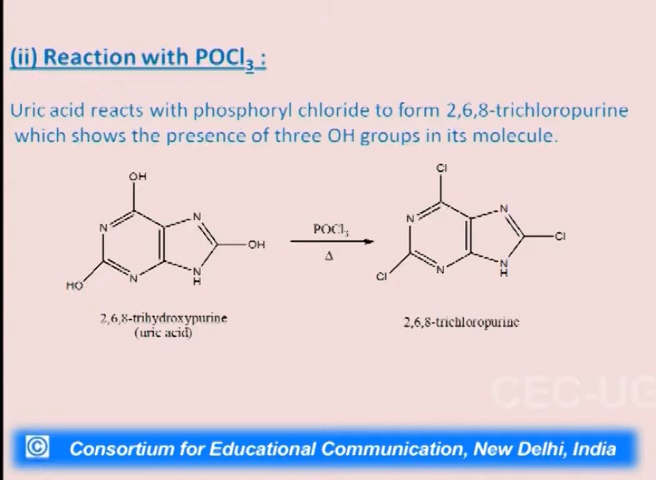 (ii) Reaction with POCl₃ :
Uric acid reacts with phosphoryl chloride to form 2,6,8-trichloropurine
which shows the presence of three OH groups in its molecule.
OH
N
N
OH
HO
N
N
H
2,6,8-trihydroxypurine
(uric acid)
POCl₃
Δ
Cl
N
N
Cl
Cl
N
N
H
2,6,8-trichloropurine
CEC-UG
© Consortium for Educational Communication, New Delhi, India